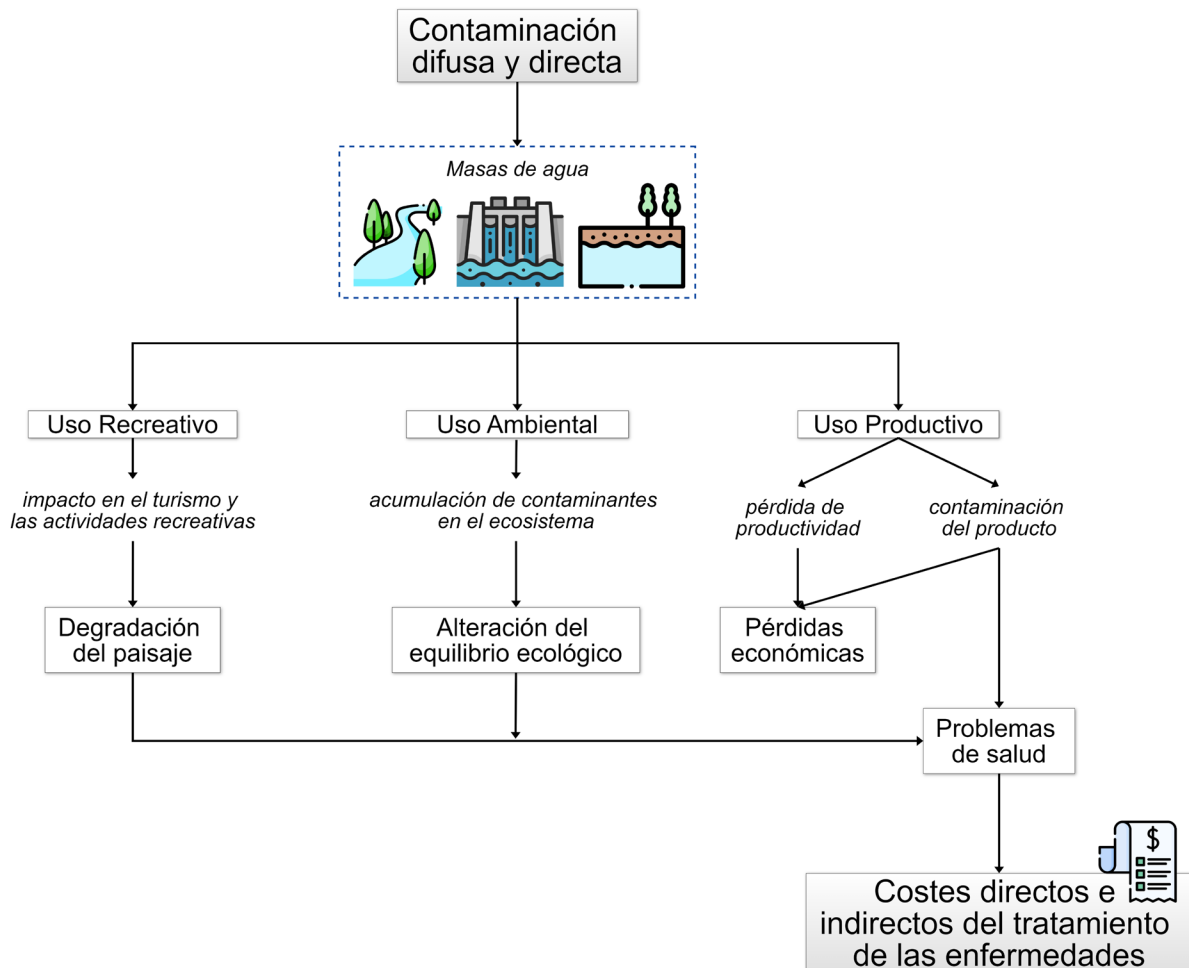 Contaminación
difusa y directa
Masas de agua
Uso Recreativo
Uso Ambiental
Uso Productivo
impacto en el turismo y
las actividades recreativas
acumulación de contaminantes
en el ecosistema
pérdida de
productividad
contaminación
del producto
Degradación
del paisaje
Alteración del
equilibrio ecológico
Pérdidas
económicas
Problemas
de salud
$
Costes directos e
indirectos del tratamiento
de las enfermedades